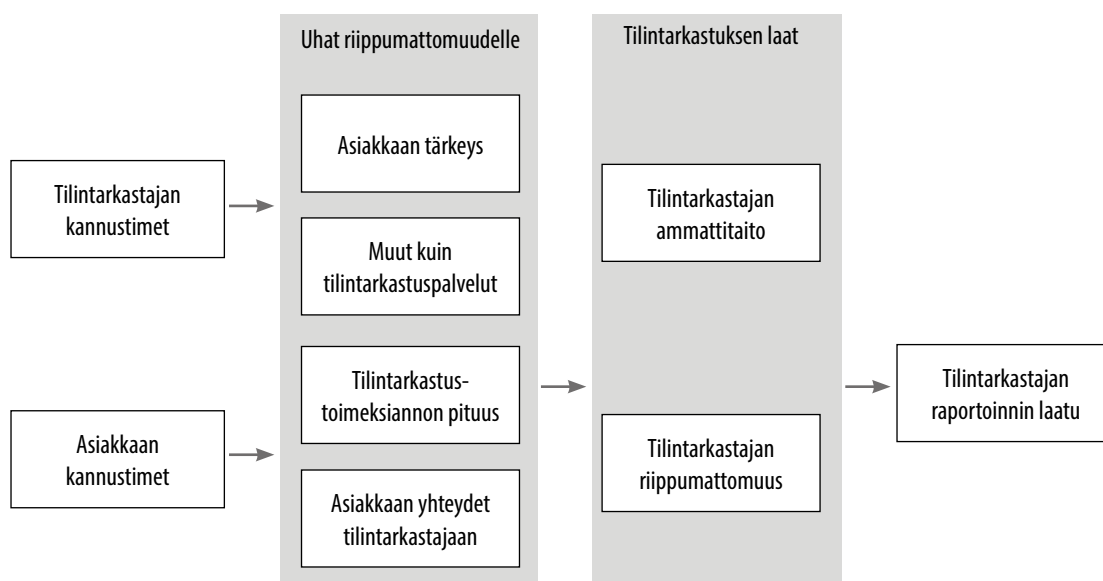 Uhat riippumattomuudelle
Tilintarkastuksen laat
Asiakkaan tärkeys
Tilintarkastajan
kannustimet
Tilintarkastajan
ammattitaito
Muut kuin
tilintarkastuspalvelut
Tilintarkastus-
toimeksiannon pituus
Tilintarkastajan
raportoinnin laatu
Asiakkaan
kannustimet
Tilintarkastajan
riippumattomuus
Asiakkaan yhteydet
tilintarkastajaan